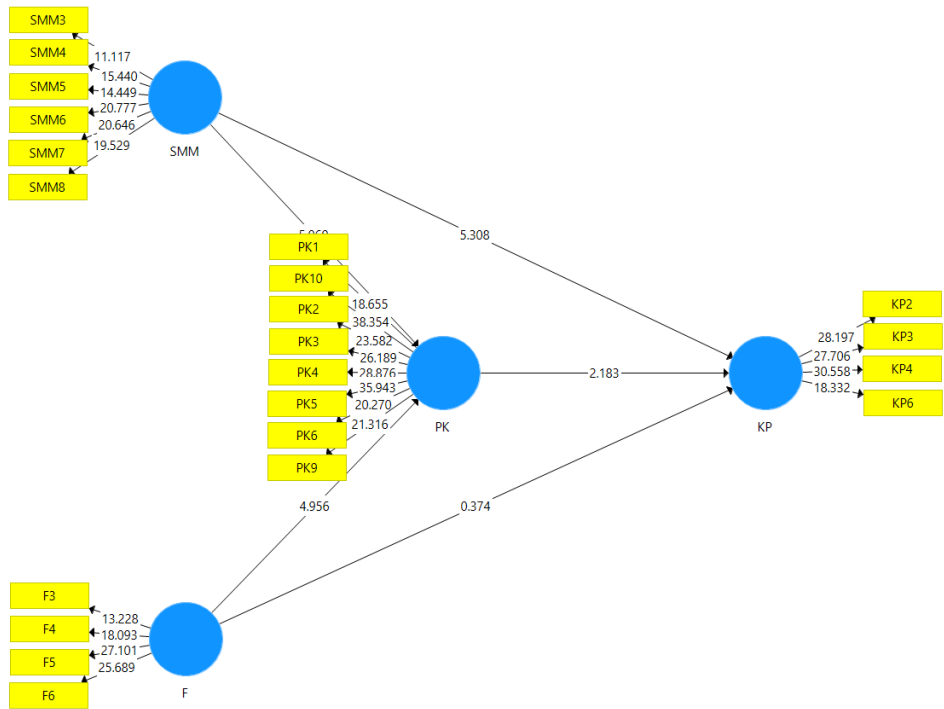 SMM3
SMM4
SMM5
SMM6
SMM7
SMM8
11.117
15.440
14.449
20.777
20.646
19.529
SMM
5.308
PK1
PK10
PK2
PK3
PK4
PK5
PK6
PK9
18.655
38.354
23.582
26.189
28.876
35.943
20.270
21.316
PK
2.183
KP
KP2
KP3
KP4
KP6
28.197
27.706
30.558
18.332
4.956
0.374
F3
F4
F5
F6
13.228
18.093
27.101
25.689
F